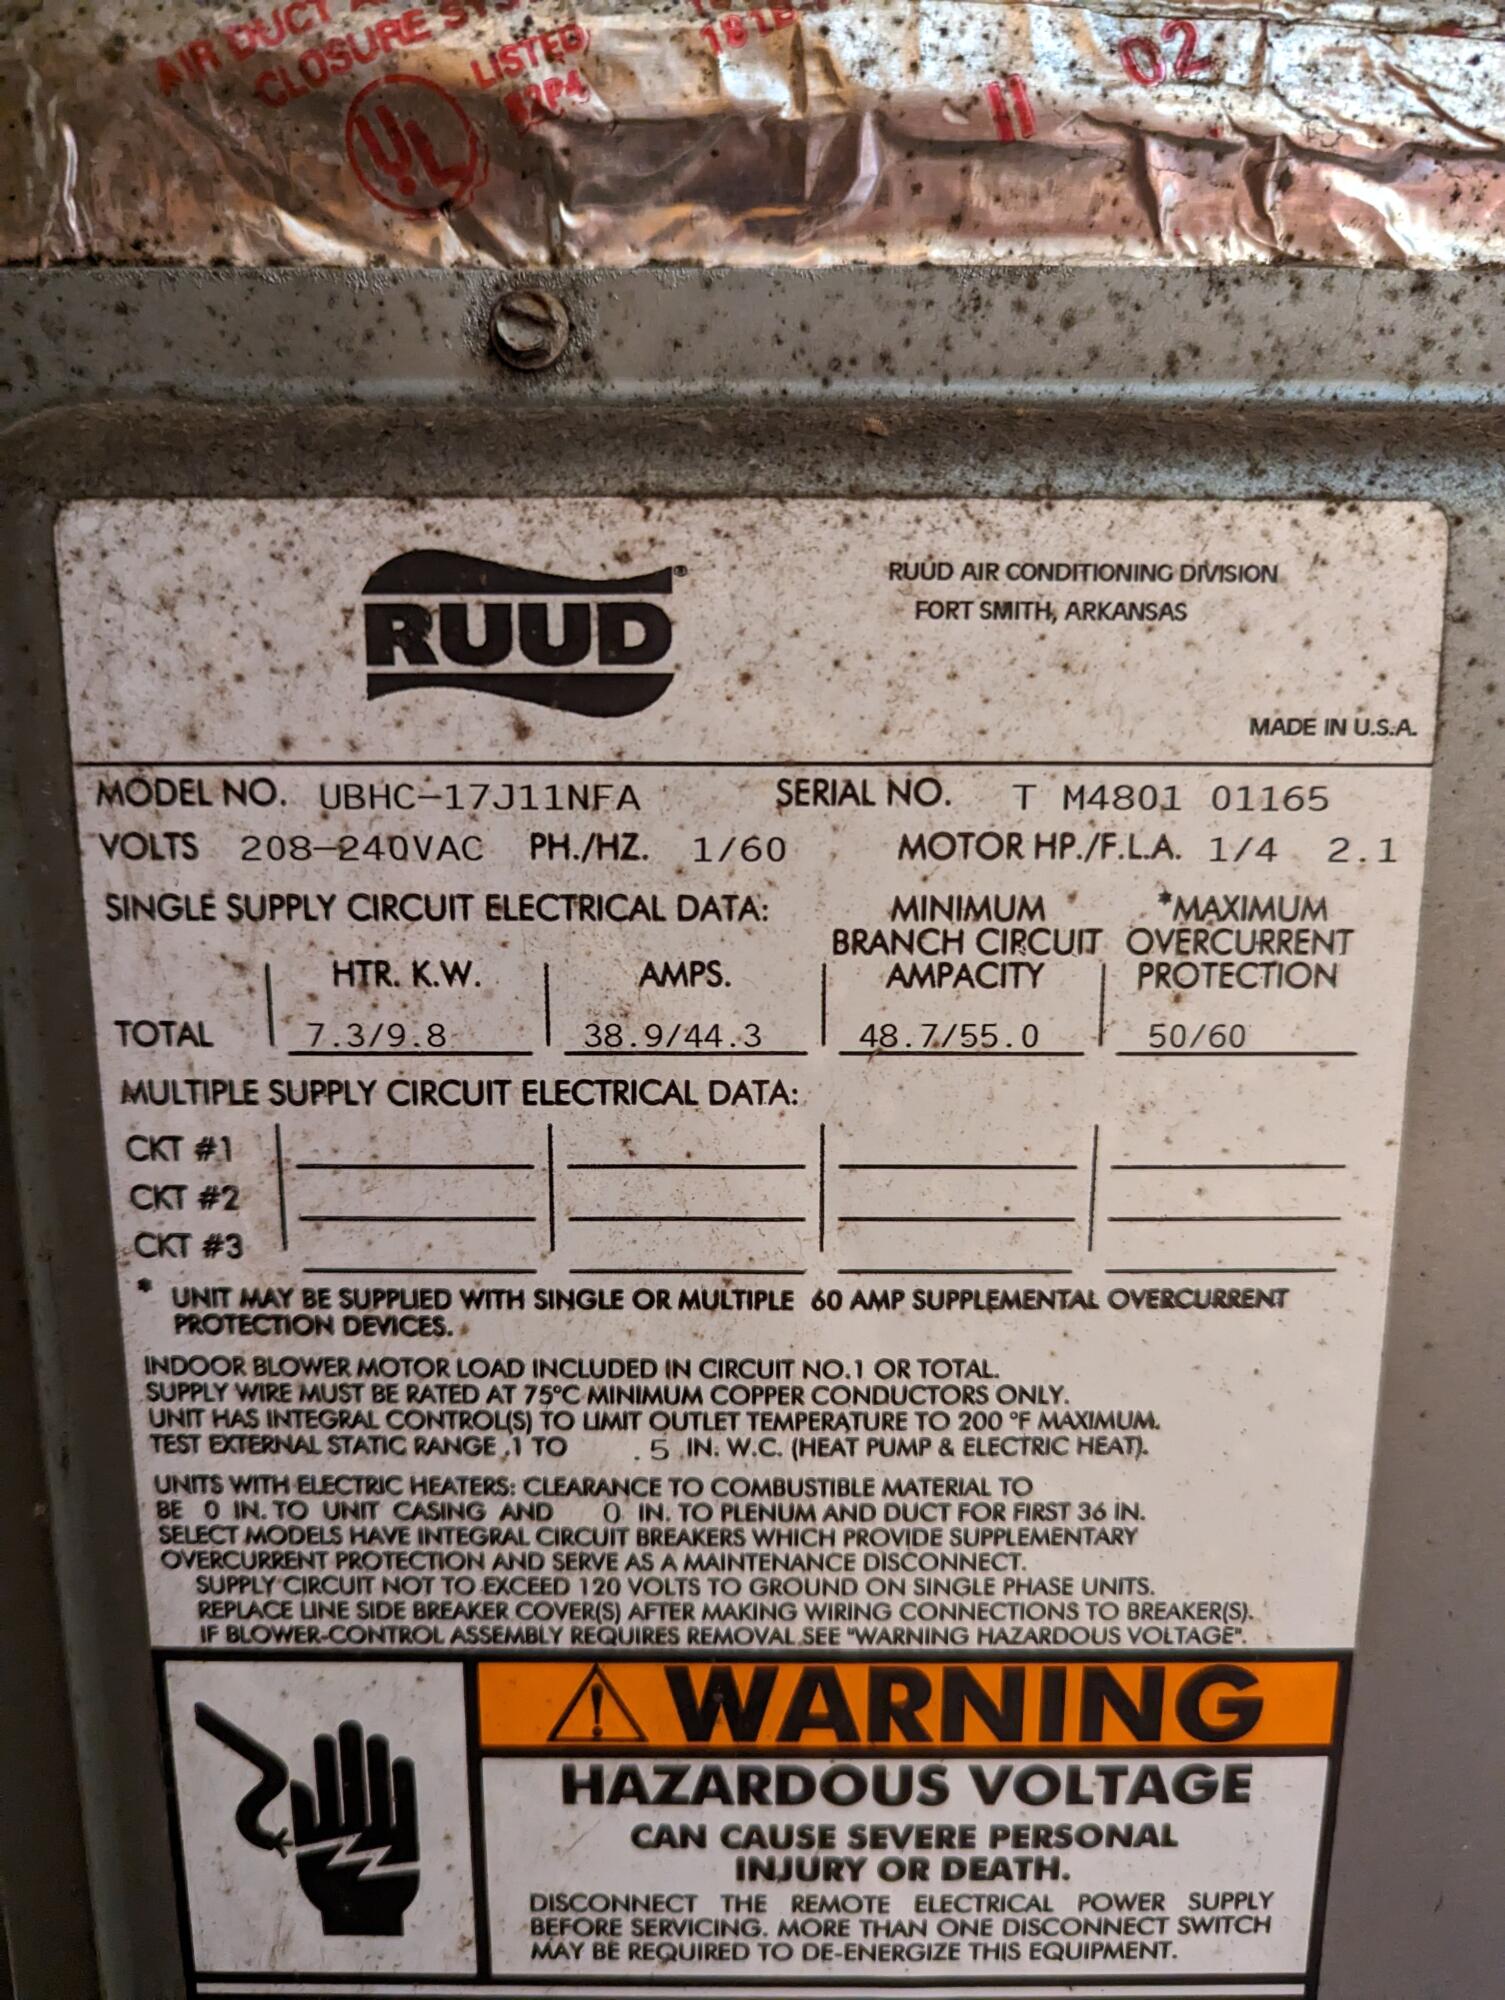 AIR DUCT
CLOSURE
LISTED
UL
181
11
02
RUUD®
RUUD AIR CONDITIONING DIVISION
FORT SMITH, ARKANSAS
MADE IN U.S.A.
MODEL NO. UBHC-17J11NFA SERIAL NO. T M4801 01165
VOLTS 208-240VAC PH./HZ. 1/60 MOTOR HP./F.L.A. 1/4 2.1
SINGLE SUPPLY CIRCUIT ELECTRICAL DATA: MINIMUM *MAXIMUM
BRANCH CIRCUIT OVERCURRENT
HTR. K.W. AMPS. AMPACITY PROTECTION
TOTAL 7.3/9.8 38.9/44.3 48.7/55.0 50/60
MULTIPLE SUPPLY CIRCUIT ELECTRICAL DATA:
CKT #1
CKT #2
CKT #3
* UNIT MAY BE SUPPLIED WITH SINGLE OR MULTIPLE 60 AMP SUPPLEMENTAL OVERCURRENT
PROTECTION DEVICES.
INDOOR BLOWER MOTOR LOAD INCLUDED IN CIRCUIT NO.1 OR TOTAL.
SUPPLY WIRE MUST BE RATED AT 75°C MINIMUM COPPER CONDUCTORS ONLY.
UNIT HAS INTEGRAL CONTROL(S) TO LIMIT OUTLET TEMPERATURE TO 200 °F MAXIMUM.
TEST EXTERNAL STATIC RANGE .1 TO .5 IN. W.C. (HEAT PUMP & ELECTRIC HEAT).
UNITS WITH ELECTRIC HEATERS: CLEARANCE TO COMBUSTIBLE MATERIAL TO
BE 0 IN. TO UNIT CASING AND 0 IN. TO PLENUM AND DUCT FOR FIRST 36 IN.
SELECT MODELS HAVE INTEGRAL CIRCUIT BREAKERS WHICH PROVIDE SUPPLEMENTARY
OVERCURRENT PROTECTION AND SERVE AS A MAINTENANCE DISCONNECT.
SUPPLY CIRCUIT NOT TO EXCEED 120 VOLTS TO GROUND ON SINGLE PHASE UNITS.
REPLACE LINE SIDE BREAKER COVER(S) AFTER MAKING WIRING CONNECTIONS TO BREAKER(S).
IF BLOWER-CONTROL ASSEMBLY REQUIRES REMOVAL SEE "WARNING HAZARDOUS VOLTAGE".
WARNING
HAZARDOUS VOLTAGE
CAN CAUSE SEVERE PERSONAL
INJURY OR DEATH.
DISCONNECT THE REMOTE ELECTRICAL POWER SUPPLY
BEFORE SERVICING. MORE THAN ONE DISCONNECT SWITCH
MAY BE REQUIRED TO DE-ENERGIZE THIS EQUIPMENT.